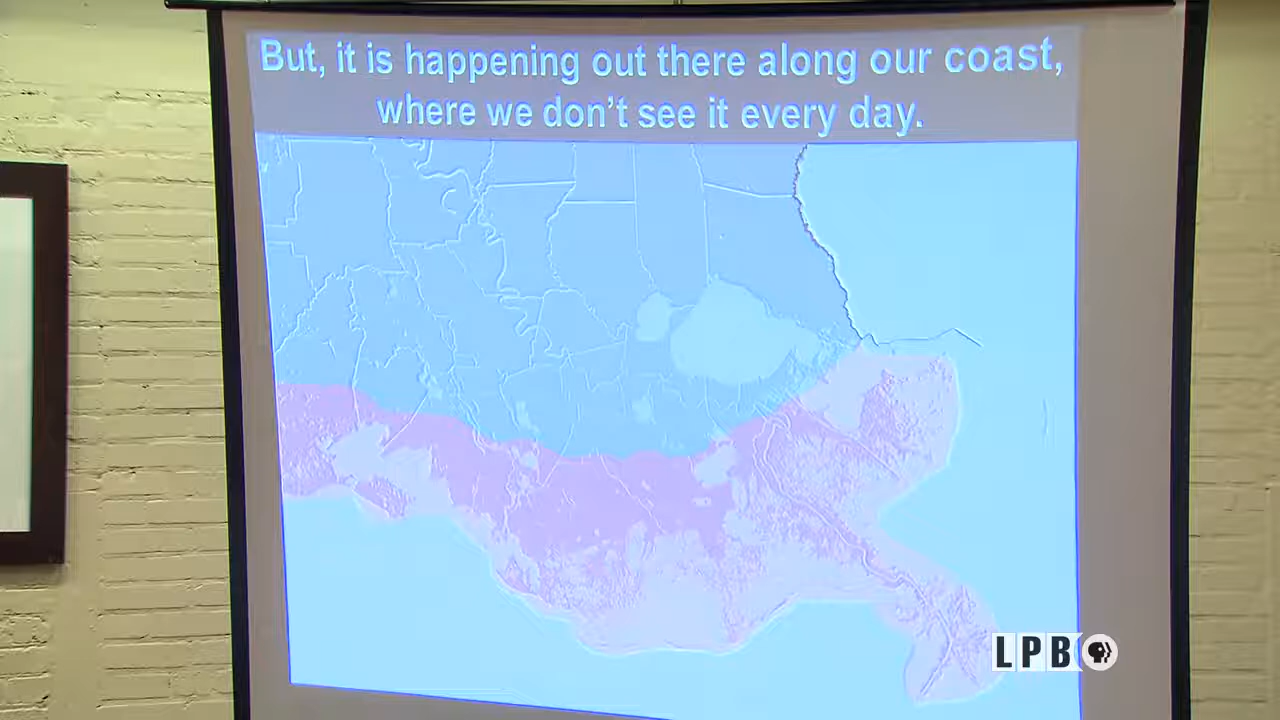 But, it is happening out there along our coast,
where we don't see it every day.
LPB